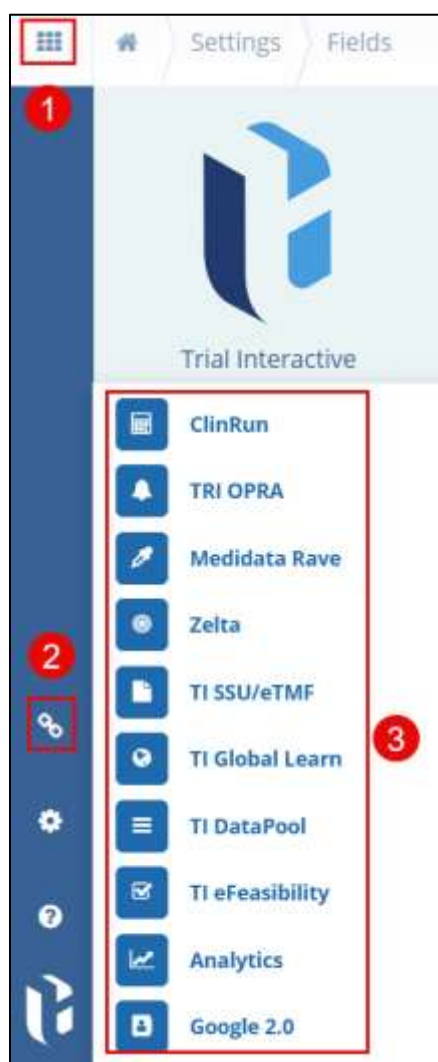 Settings Fields
1
Trial Interactive
ClinRun
TRI OPRA
Medidata Rave
Zelta
2
TI SSU/eTMF
3
TI Global Learn
TI DataPool
TI eFeasibility
?
Analytics
Google 2.0